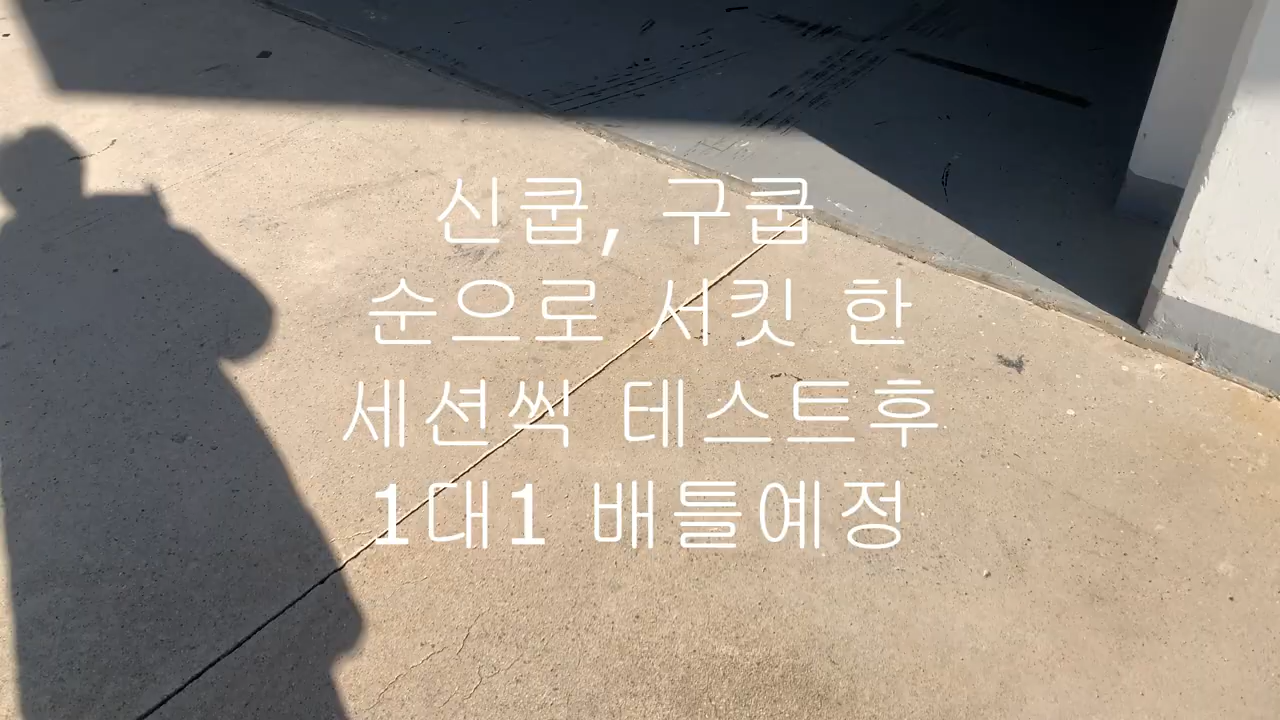 신쿱, 구쿱
순으로 서킷 한
세션씩 테스트후
1대1 배틀예정